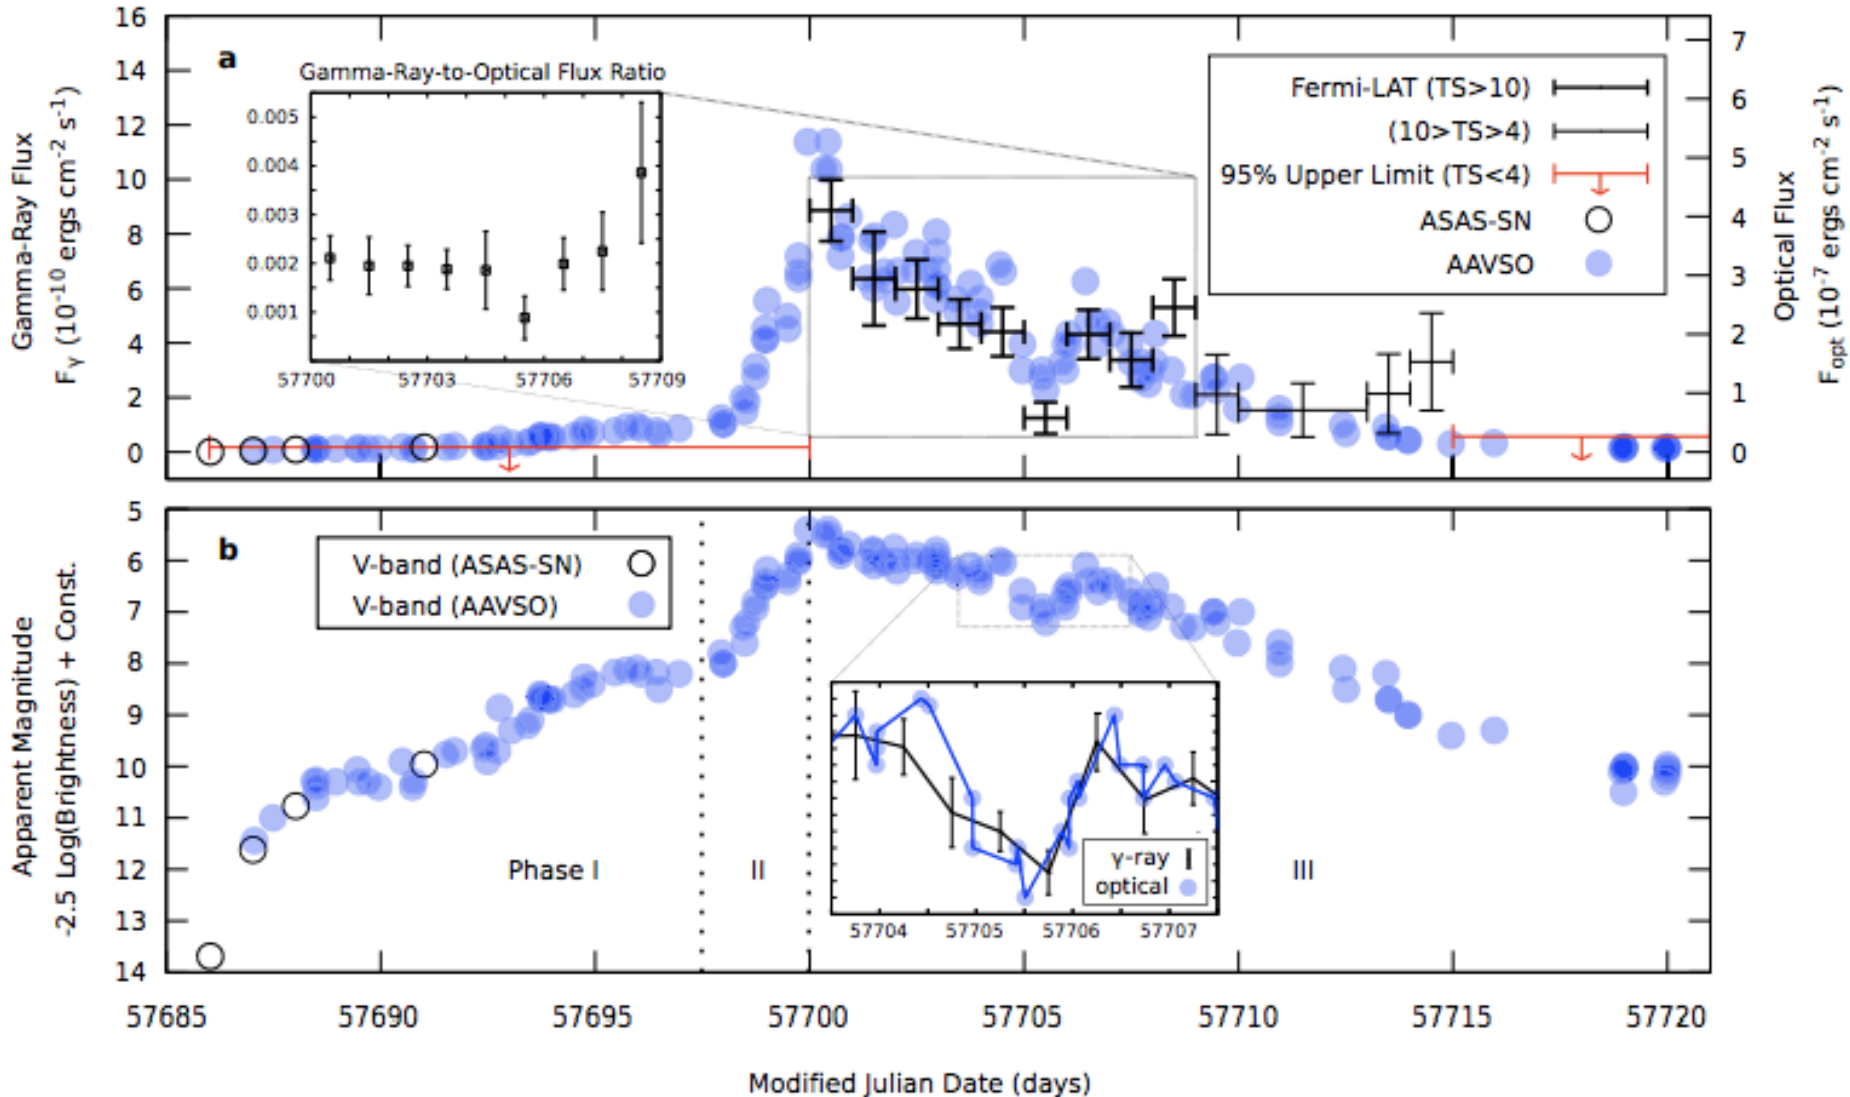 a
Gamma-Ray-to-Optical Flux Ratio
0.005
0.004
0.003
0.002
0.001
57700 57703 57706 57709
16
14
12
10
8
6
4
2
0
Gamma-Ray Flux
Fγ (10-10 ergs cm-2 s-1)
Fermi-LAT (TS>10)
(10>TS>4)
95% Upper Limit (TS<4)
ASAS-SN
AAVSO
7
6
5
4
3
2
1
0
Optical Flux
Fopt (10-7 ergs cm-2 s-1)
b
V-band (ASAS-SN)
V-band (AAVSO)
5
6
7
8
9
10
11
12
13
14
Apparent Magnitude
-2.5 Log(Brightness) + Const.
Phase I II III
γ-ray
optical
57704 57705 57706 57707
57685 57690 57695 57700 57705 57710 57715 57720
Modified Julian Date (days)